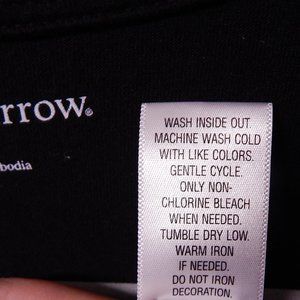 rrow®
bodia
WASH INSIDE OUT.
MACHINE WASH COLD
WITH LIKE COLORS.
GENTLE CYCLE.
ONLY NON-
CHLORINE BLEACH
WHEN NEEDED.
TUMBLE DRY LOW.
WARM IRON
IF NEEDED.
DO NOT IRON
DECORATION.